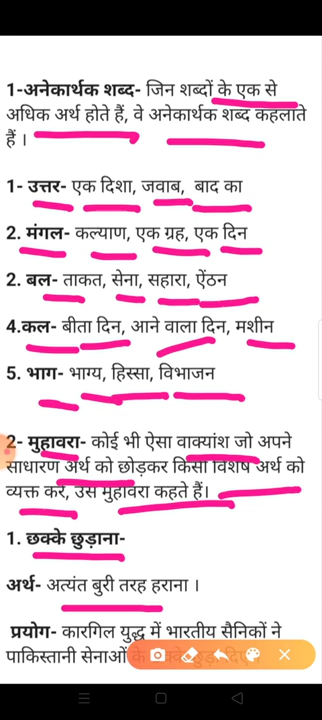 1-अनेकार्थक शब्द- जिन शब्दों के एक से
अधिक अर्थ होते हैं, वे अनेकार्थक शब्द कहलाते
हैं ।
1- उत्तर- एक दिशा, जवाब, बाद का
2. मंगल- कल्याण, एक ग्रह, एक दिन
2. बल- ताकत, सेना, सहारा, ऐंठन
4.कल- बीता दिन, आने वाला दिन, मशीन
5. भाग- भाग्य, हिस्सा, विभाजन
2- मुहावरा- कोई भी ऐसा वाक्यांश जो अपने
साधारण अर्थ को छोड़कर किसी विशेष अर्थ को
व्यक्त करे, उसे मुहावरा कहते हैं।
1. छक्के छुड़ाना-
अर्थ- अत्यंत बुरी तरह हराना ।
प्रयोग- कारगिल युद्ध में भारतीय सैनिकों ने
पाकिस्तानी सेनाओं